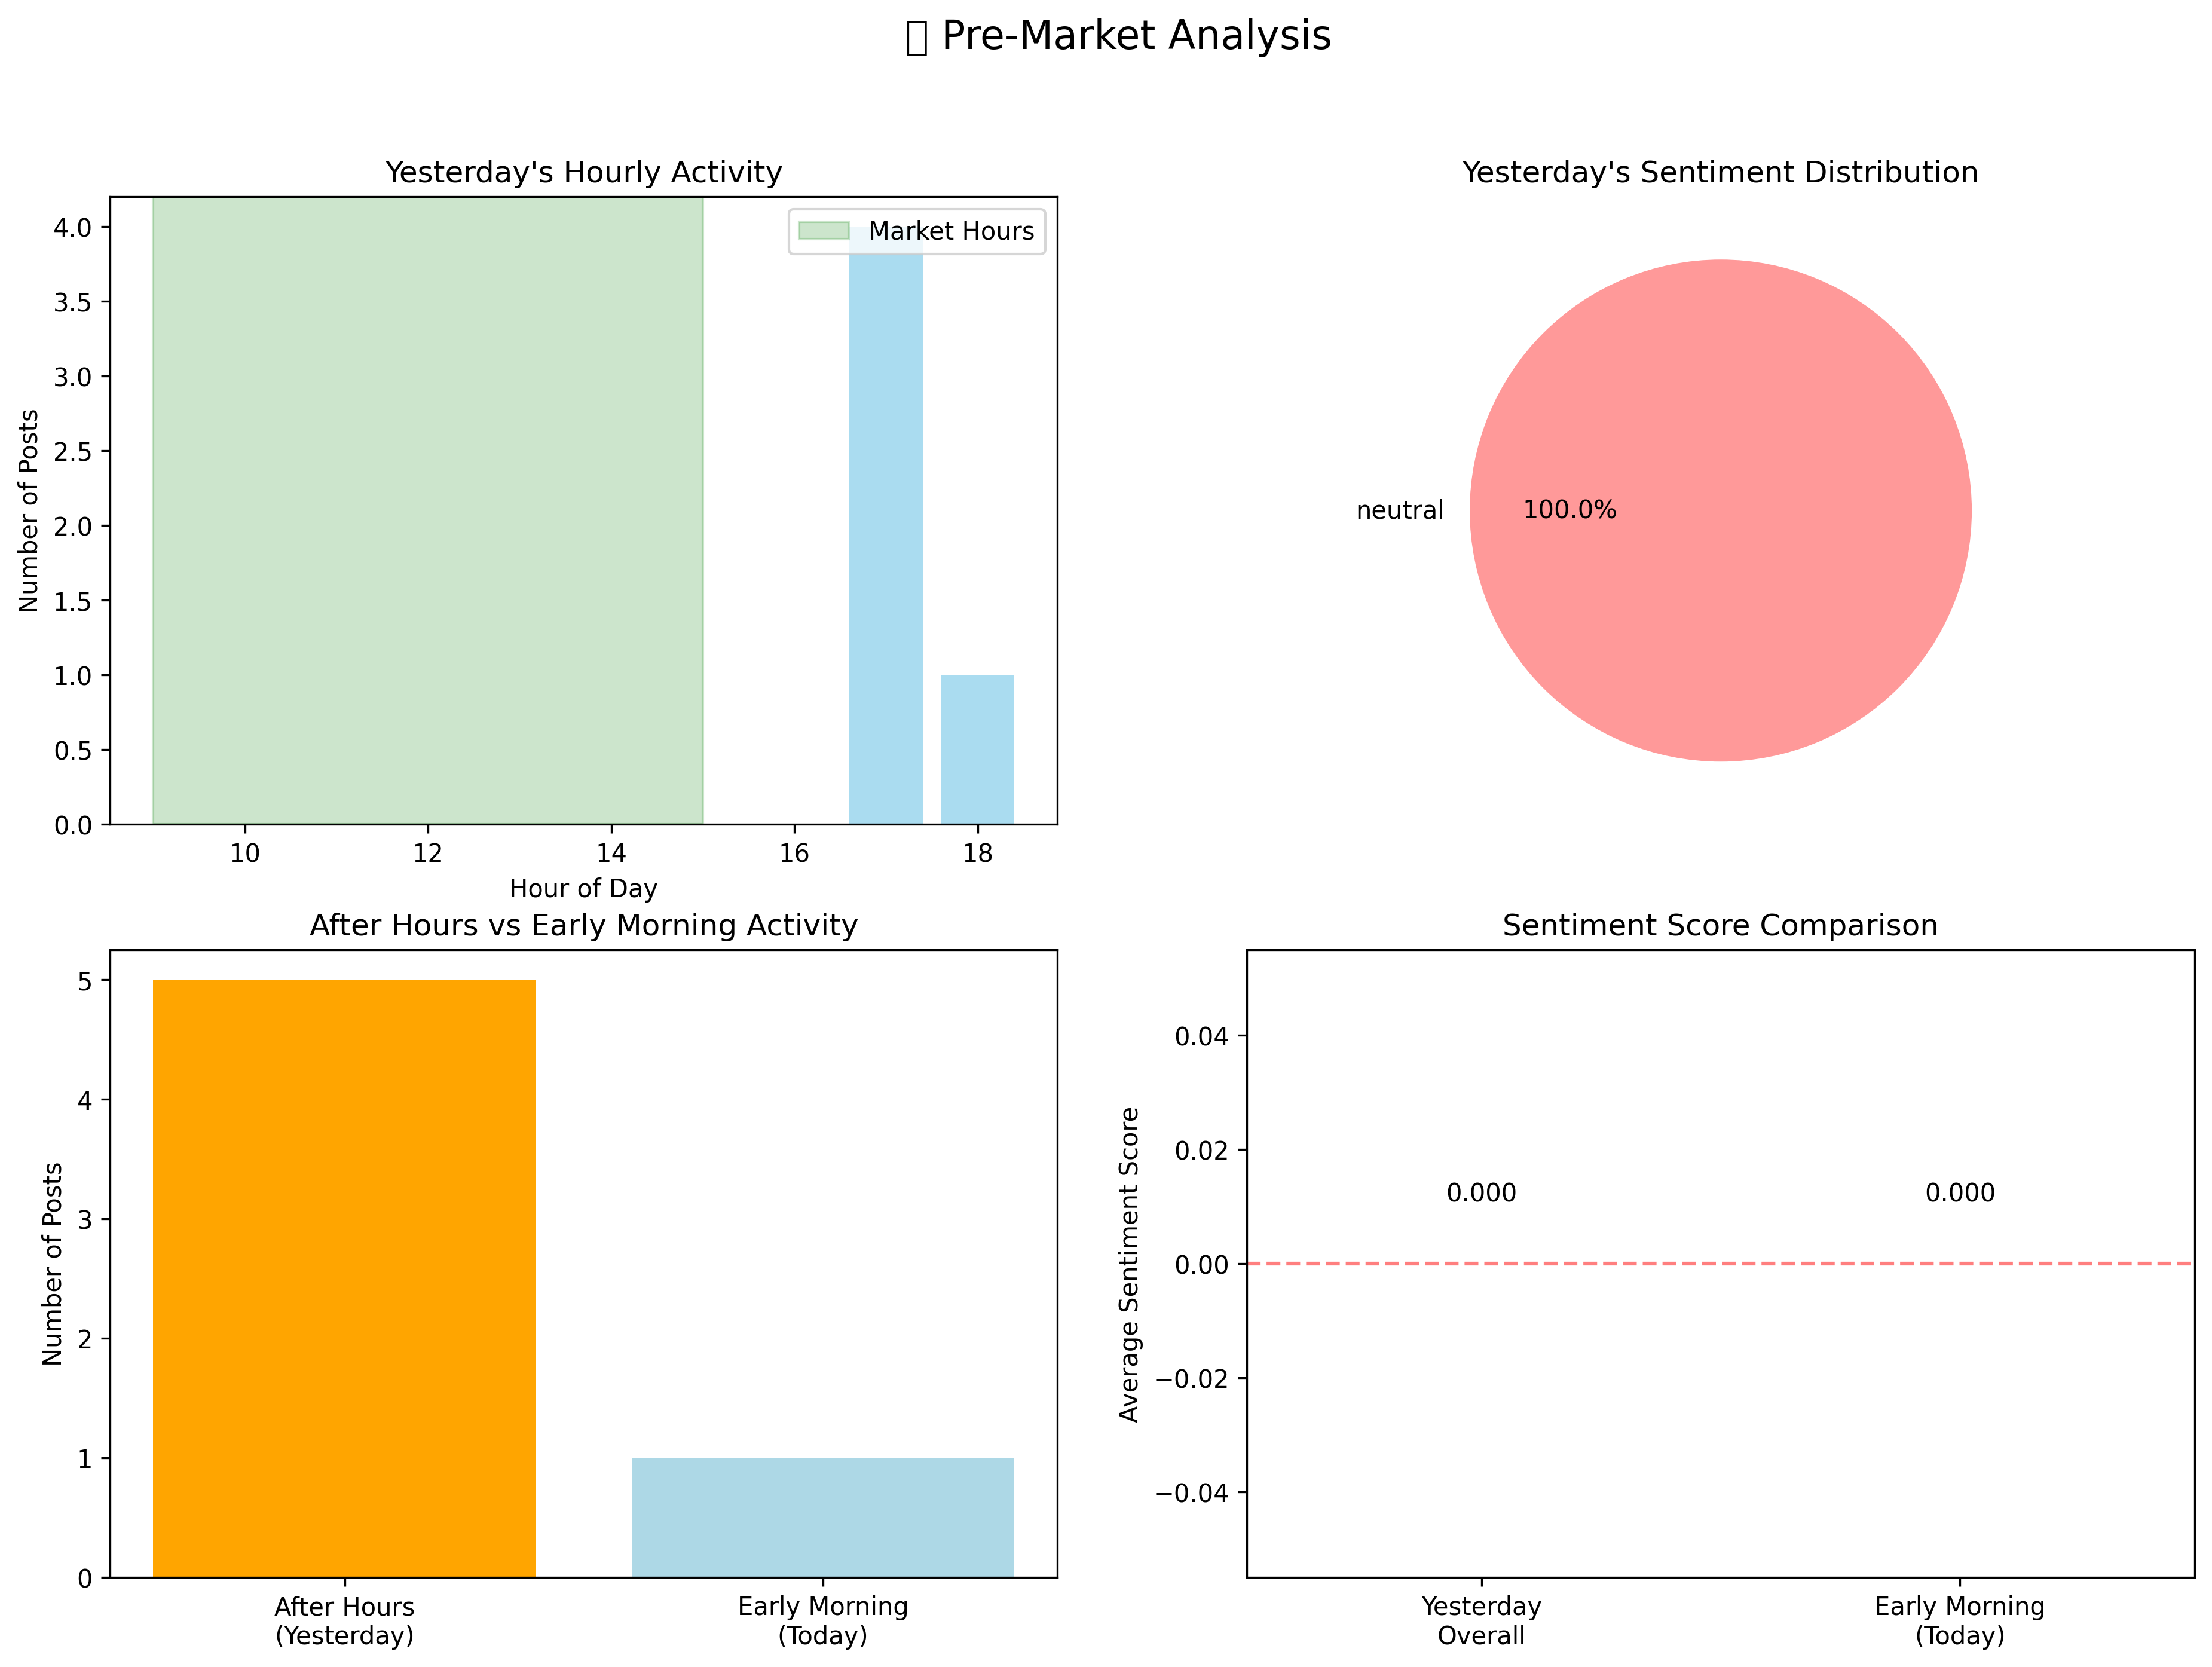 Pre-Market Analysis
Yesterday's Hourly Activity
Market Hours
Number of Posts
4.0
3.5
3.0
2.5
2.0
1.5
1.0
0.5
0.0
10 12 14 16 18
Hour of Day
Yesterday's Sentiment Distribution
neutral
100.0%
After Hours vs Early Morning Activity
Number of Posts
5
4
3
2
1
0
After Hours
(Yesterday)
Early Morning
(Today)
Sentiment Score Comparison
Average Sentiment Score
0.04
0.02
0.00
−0.02
−0.04
0.000
0.000
Yesterday
Overall
Early Morning
(Today)